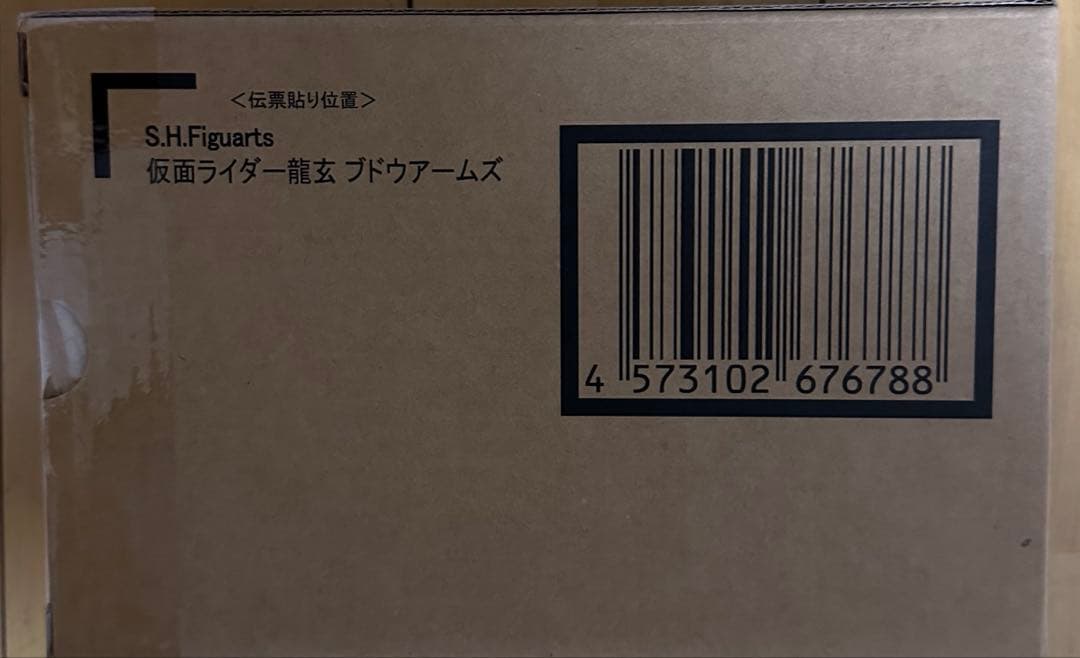 ＜伝票貼り位置＞
S.H.Figuarts
仮面ライダー龍玄 ブドウアームズ
4 573102 676788